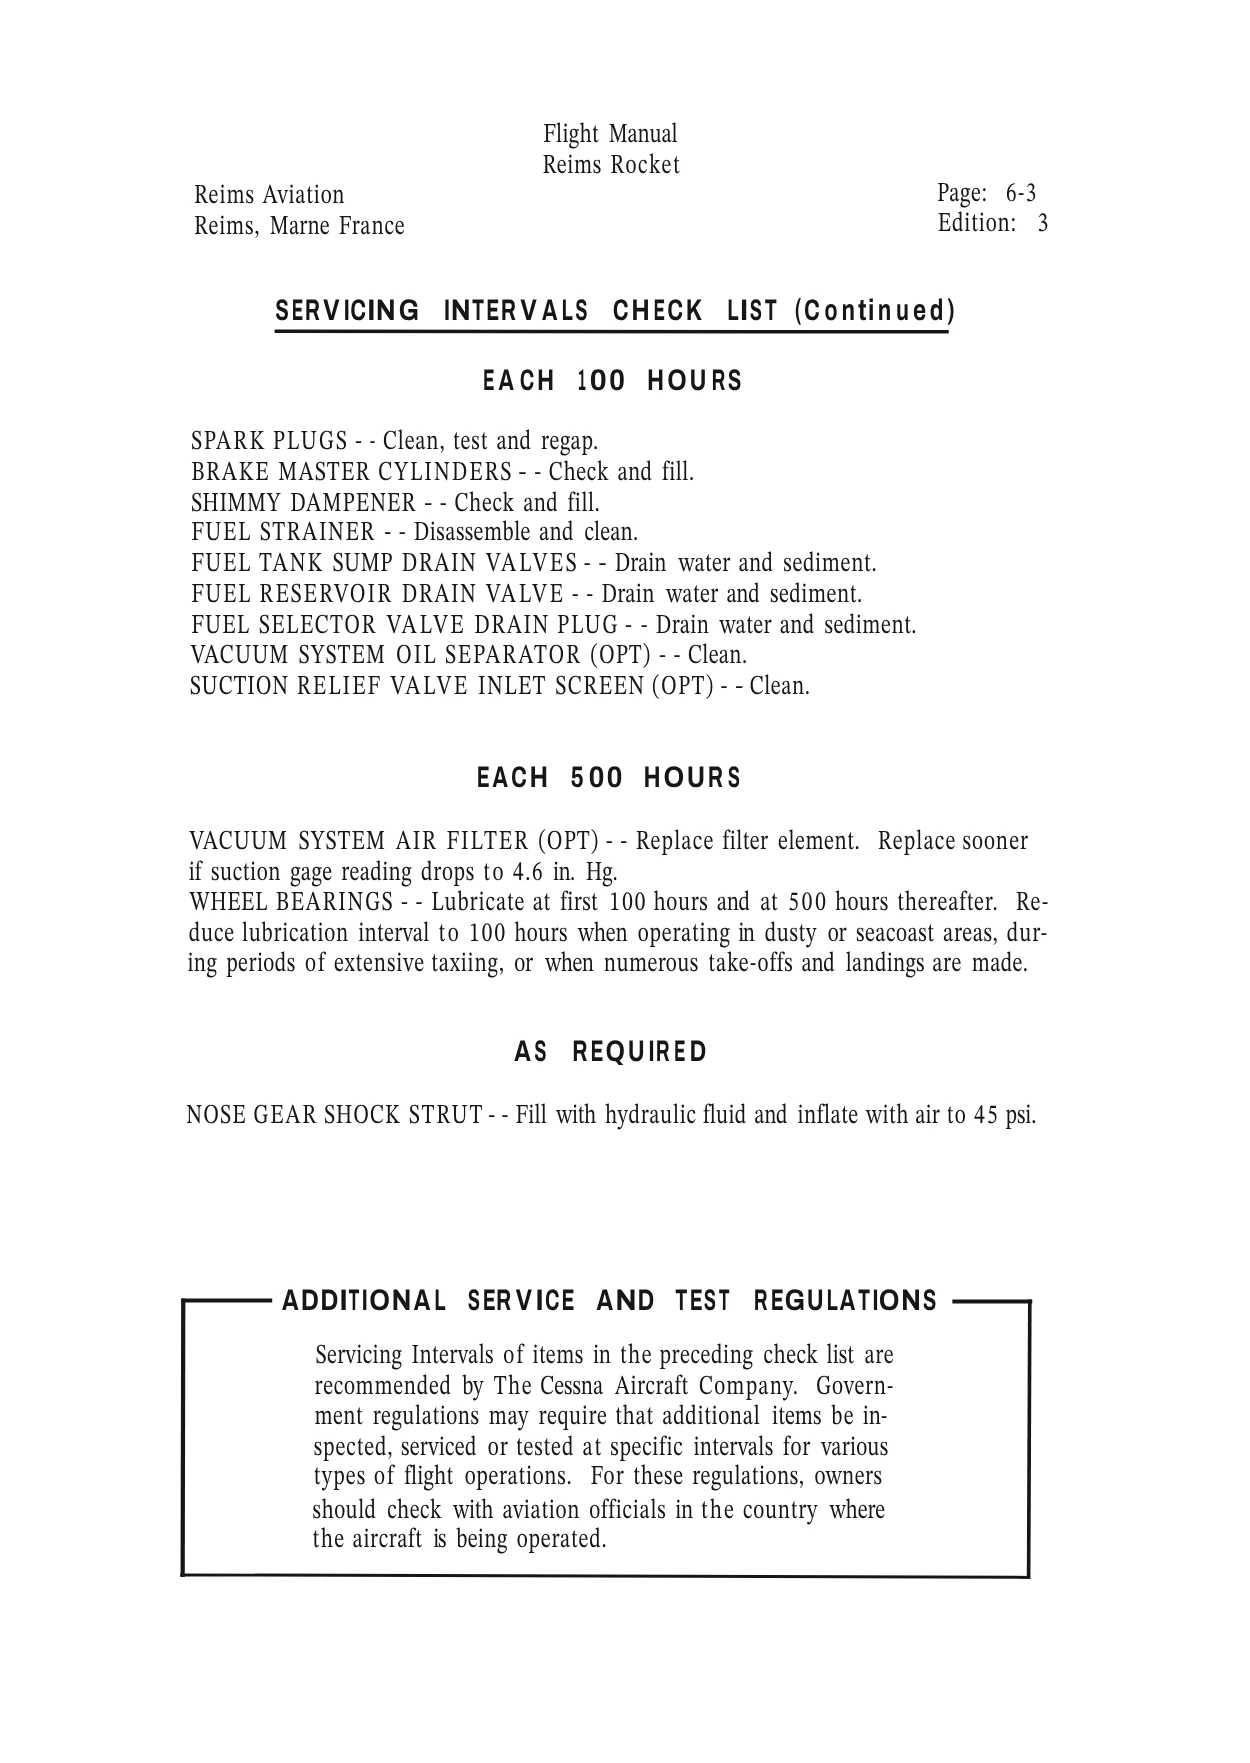 Flight Manual
Reims Rocket
Reims Aviation
Reims, Marne France
Page: 6-3
Edition: 3
SERVICING INTERVALS CHECK LIST (Continued)
EACH 100 HOURS
SPARK PLUGS - - Clean, test and regap.
BRAKE MASTER CYLINDERS - - Check and fill.
SHIMMY DAMPENER - - Check and fill.
FUEL STRAINER - - Disassemble and clean.
FUEL TANK SUMP DRAIN VALVES - - Drain water and sediment.
FUEL RESERVOIR DRAIN VALVE - - Drain water and sediment.
FUEL SELECTOR VALVE DRAIN PLUG - - Drain water and sediment.
VACUUM SYSTEM OIL SEPARATOR (OPT) - - Clean.
SUCTION RELIEF VALVE INLET SCREEN (OPT) - - Clean.
EACH 500 HOURS
VACUUM SYSTEM AIR FILTER (OPT) - - Replace filter element. Replace sooner
if suction gage reading drops to 4.6 in. Hg.
WHEEL BEARINGS - - Lubricate at first 100 hours and at 500 hours thereafter. Re-
duce lubrication interval to 100 hours when operating in dusty or seacoast areas, dur-
ing periods of extensive taxiing, or when numerous take-offs and landings are made.
AS REQUIRED
NOSE GEAR SHOCK STRUT - - Fill with hydraulic fluid and inflate with air to 45 psi.
ADDITIONAL SERVICE AND TEST REGULATIONS
Servicing Intervals of items in the preceding check list are
recommended by The Cessna Aircraft Company. Govern-
ment regulations may require that additional items be in-
spected, serviced or tested at specific intervals for various
types of flight operations. For these regulations, owners
should check with aviation officials in the country where
the aircraft is being operated.